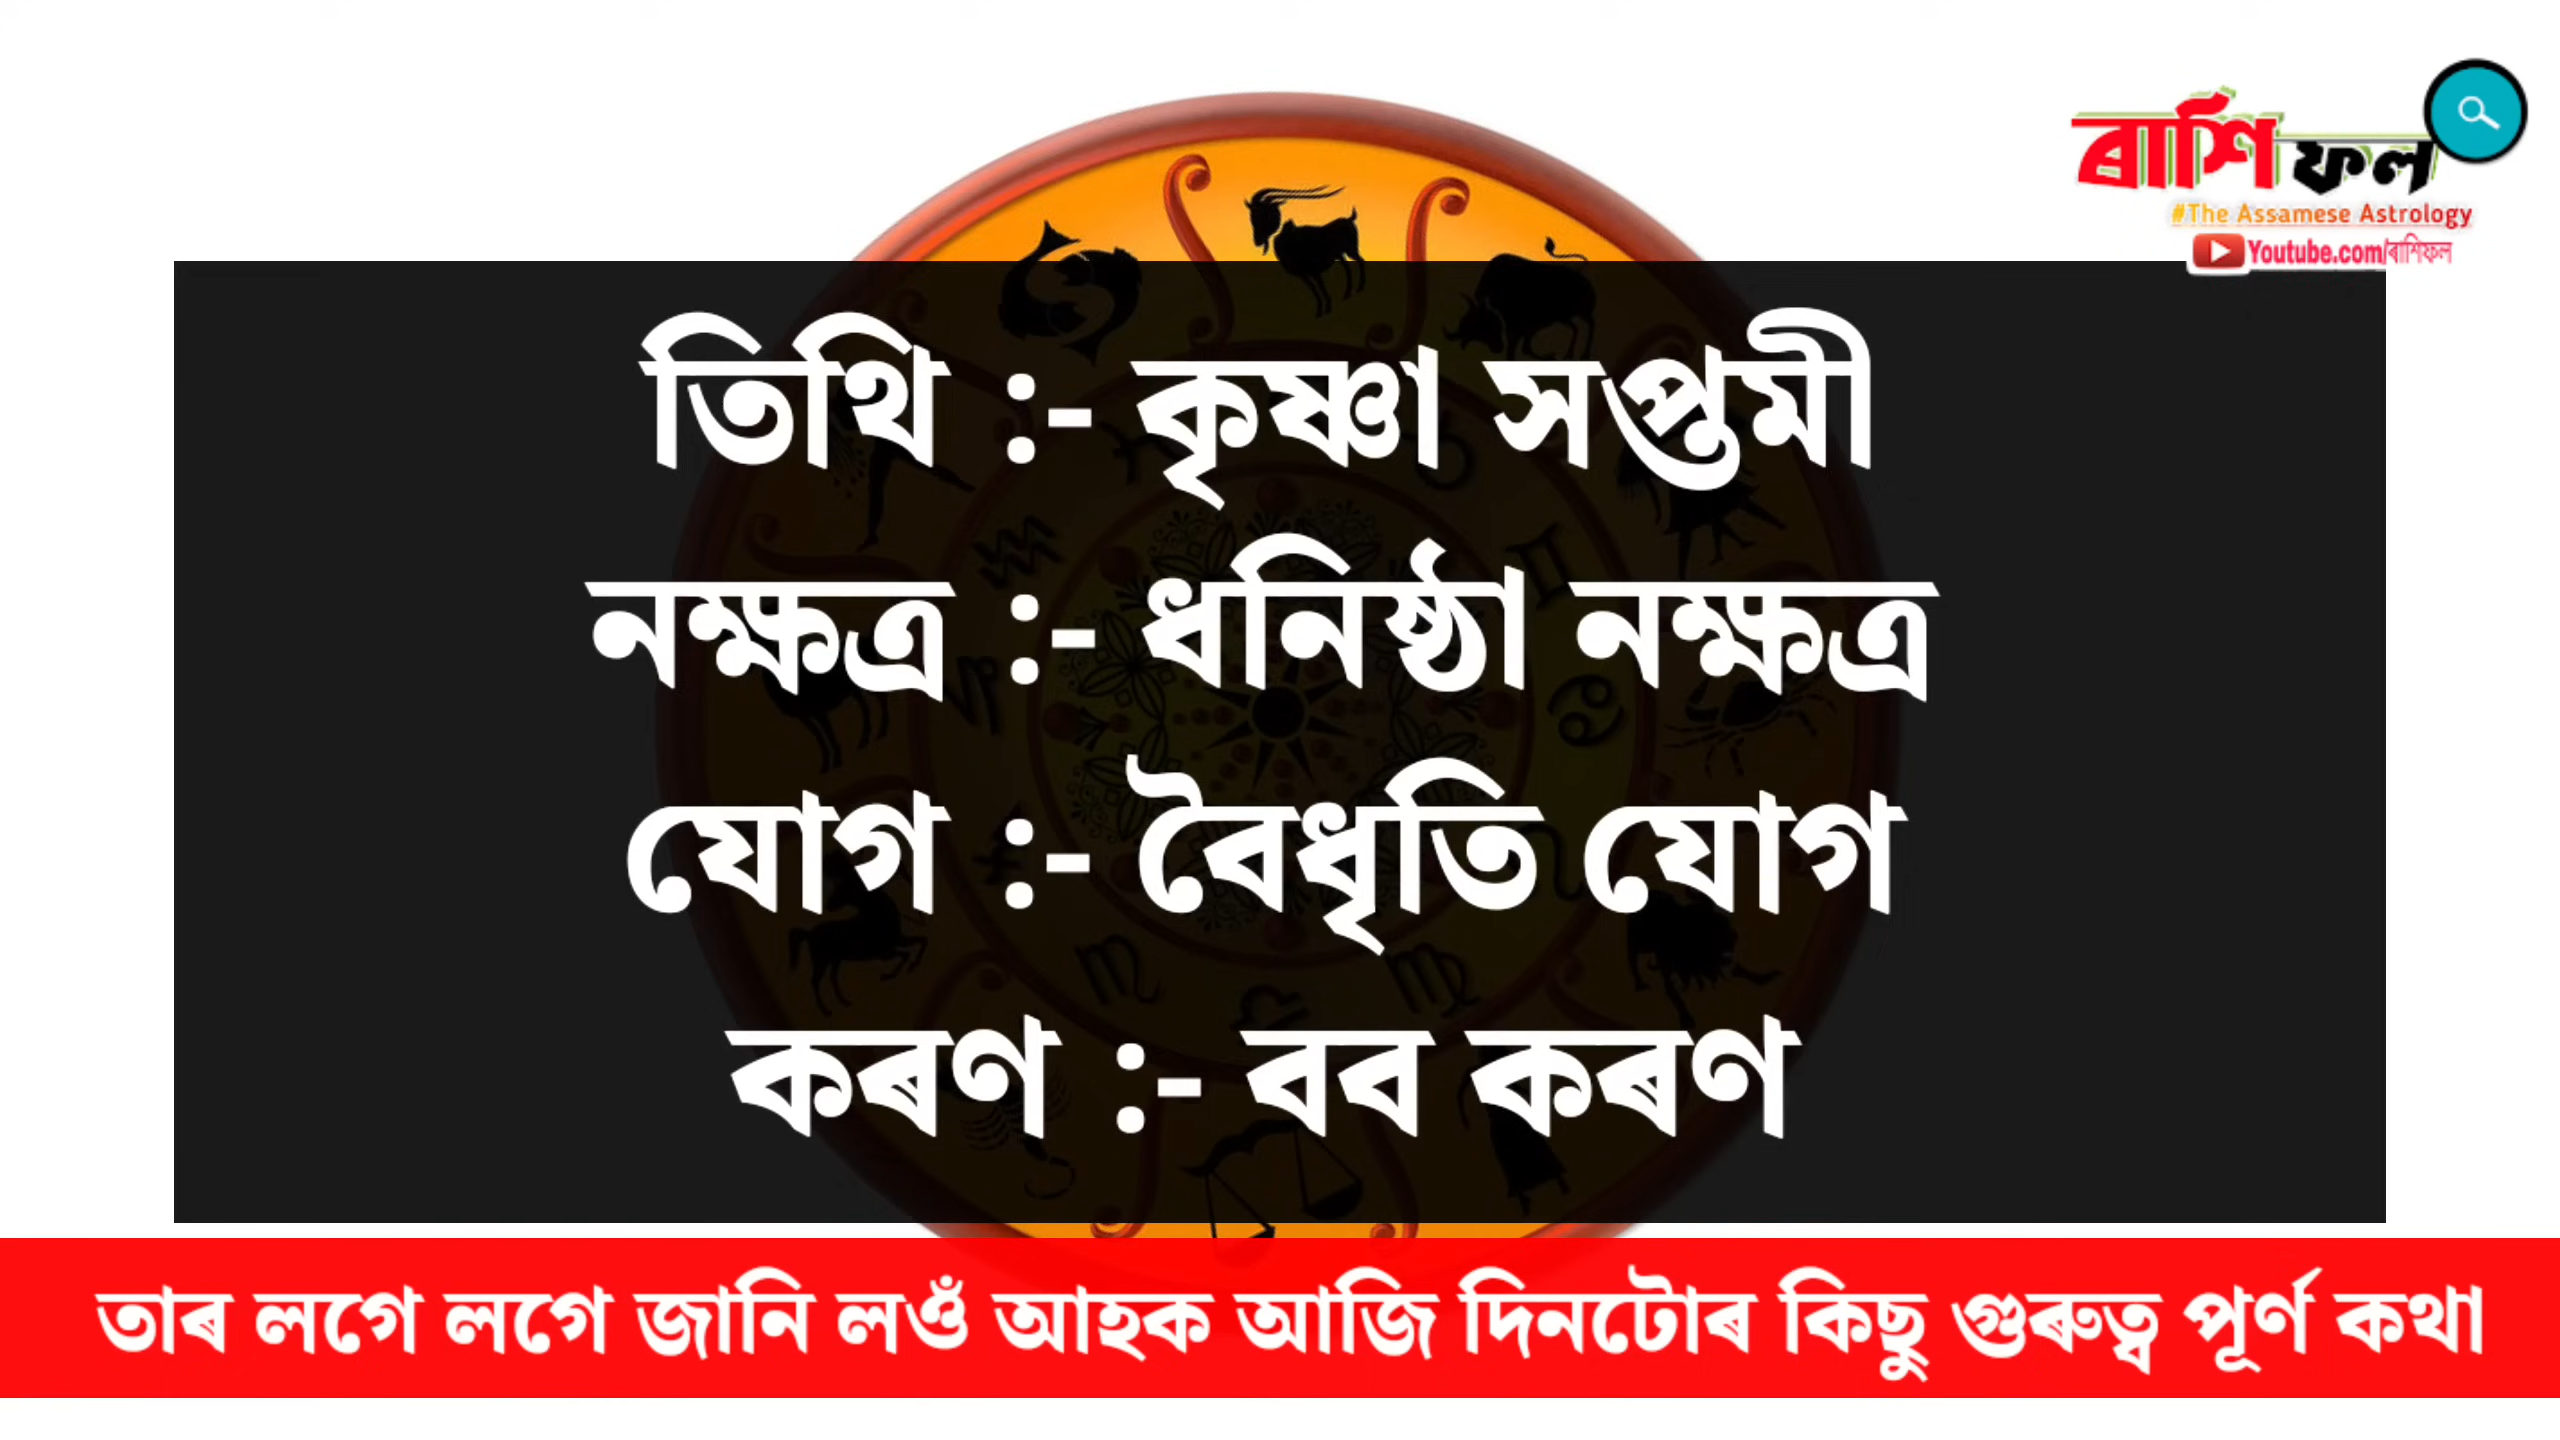 ৰাশি ফল
#The Assamese Astrology
Youtube.com/ৰাশিফল
তিথি :- কৃষ্ণা সপ্তমী
নক্ষত্ৰ :- ধনিষ্ঠা নক্ষত্ৰ
যোগ :- বৈধৃতি যোগ
কৰণ :- বব কৰণ
তাৰ লগে লগে জানি লওঁ আহক আজি দিনটোৰ কিছু গুৰুত্ব পূৰ্ণ কথা